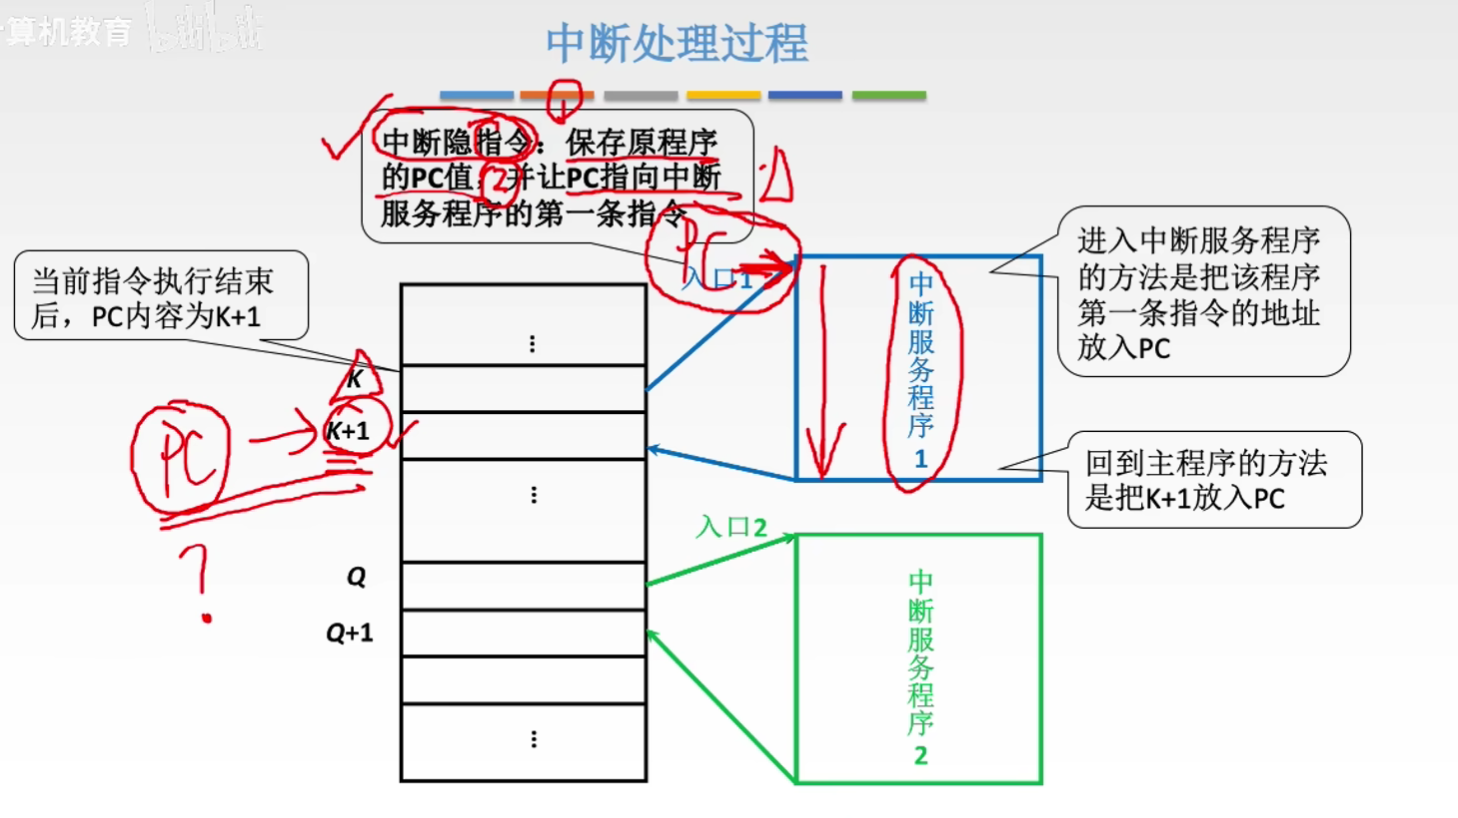 算机教育
bilibili
中断处理过程
1
中断隐指令：保存原程序
的PC值，2并让PC指向中断
服务程序的第一条指令
PC
入口1
当前指令执行结束
后，PC内容为K+1
K
K+1
PC
?
Q
Q+1
中断服务程序1
进入中断服务程序
的方法是把该程序
第一条指令的地址
放入PC
回到主程序的方法
是把K+1放入PC
入口2
中断服务程序2